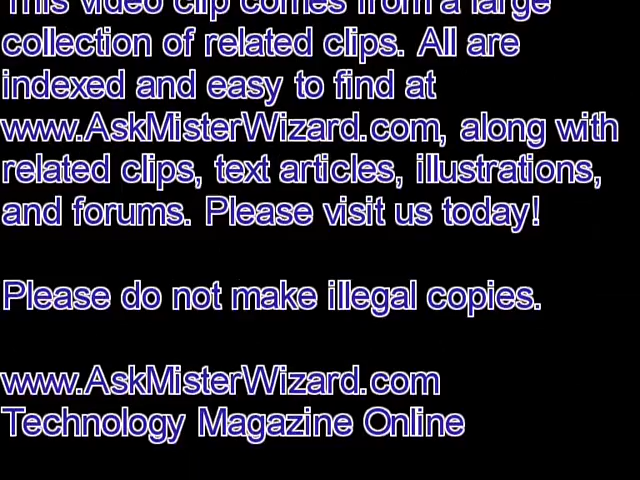 This video clip comes from a large
collection of related clips. All are
indexed and easy to find at
www.AskMisterWizard.com, along with
related clips, text articles, illustrations,
and forums. Please visit us today!
Please do not make illegal copies.
www.AskMisterWizard.com
Technology Magazine Online